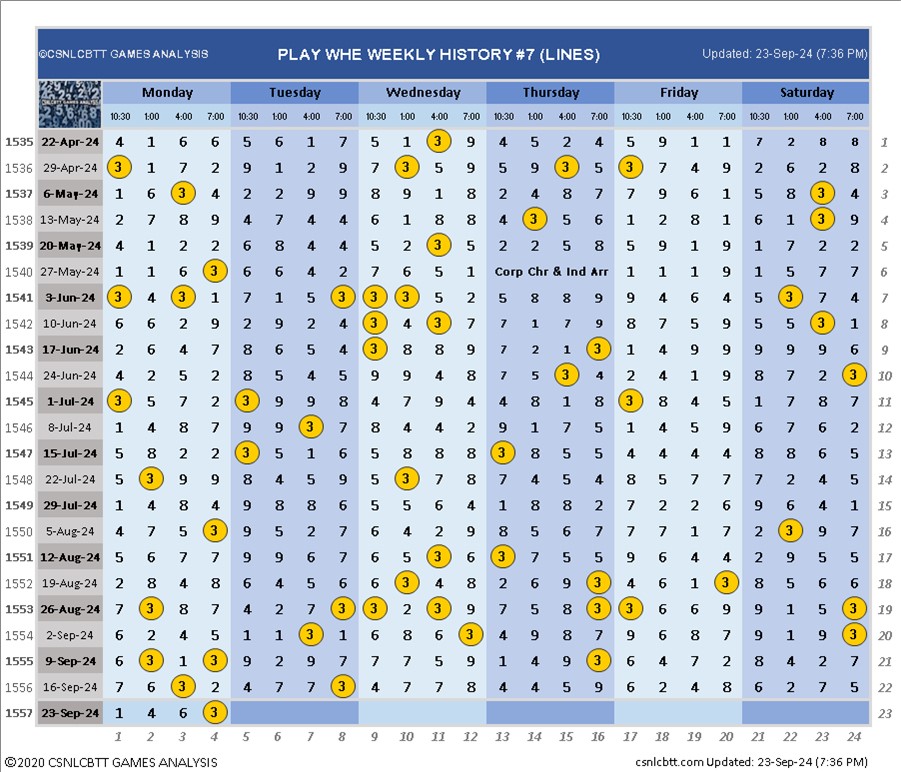 ©CSNLCBTT GAMES ANALYSIS PLAY WHE WEEKLY HISTORY #7 (LINES) Updated: 23-Sep-24 (7:36 PM)
Monday Tuesday Wednesday Thursday Friday Saturday
10:30 1:00 4:00 7:00 10:30 1:00 4:00 7:00 10:30 1:00 4:00 7:00 10:30 1:00 4:00 7:00 10:30 1:00 4:00 7:00 10:30 1:00 4:00 7:00
1535 22-Apr-24 4 1 6 6 5 6 1 7 5 1 3 9 4 5 2 4 5 9 1 1 7 2 8 8 1
1536 29-Apr-24 3 1 7 2 9 1 2 9 7 3 5 9 5 9 3 5 3 7 4 9 2 6 2 8 2
1537 6-May-24 1 6 3 4 2 2 9 9 8 9 1 8 2 4 8 7 7 9 6 1 5 8 3 4 3
1538 13-May-24 2 7 8 9 4 7 4 4 6 1 8 8 4 3 5 6 1 2 8 1 6 1 3 9 4
1539 20-May-24 4 1 2 2 6 8 4 4 5 2 3 5 2 2 5 8 5 9 1 9 1 7 2 2 5
1540 27-May-24 1 1 6 3 6 6 4 2 7 6 5 1 Corp Chr & Ind Arr 1 1 1 9 1 5 7 7 6
1541 3-Jun-24 3 4 3 1 7 1 5 3 3 3 5 2 5 8 8 9 9 4 6 4 5 3 7 4 7
1542 10-Jun-24 6 6 2 9 2 9 2 4 3 4 3 7 7 1 7 9 8 7 5 9 5 5 3 1 8
1543 17-Jun-24 2 6 4 7 8 6 5 4 3 8 8 9 7 2 1 3 1 4 9 9 9 9 9 6 9
1544 24-Jun-24 4 2 5 2 8 5 4 5 9 9 4 8 7 5 3 4 2 4 1 9 8 7 2 3 10
1545 1-Jul-24 3 5 7 2 3 9 9 8 4 7 9 4 4 8 1 8 3 8 4 5 1 7 8 7 11
1546 8-Jul-24 1 4 8 7 9 9 3 7 8 4 4 2 9 1 7 5 1 4 5 9 6 7 6 2 12
1547 15-Jul-24 5 8 2 2 3 5 1 6 5 8 8 8 3 8 5 5 4 4 4 4 8 8 6 5 13
1548 22-Jul-24 5 3 9 9 8 4 5 9 6 3 7 8 7 7 4 4 8 5 7 7 7 2 4 5 14
1549 29-Jul-24 1 4 8 4 9 8 8 6 5 5 6 4 1 8 8 2 7 2 2 6 9 6 4 1 15
1550 5-Aug-24 4 7 5 3 9 5 2 7 6 4 2 9 8 5 6 7 7 7 1 7 2 3 9 7 16
1551 12-Aug-24 5 6 7 7 9 9 6 7 6 5 3 6 3 7 5 5 9 6 4 4 2 9 5 5 17
1552 19-Aug-24 2 8 4 8 6 4 5 6 6 3 4 8 2 6 9 3 4 6 1 3 8 5 6 6 18
1553 26-Aug-24 7 3 8 7 4 2 7 3 3 2 3 9 7 5 8 3 3 6 6 9 9 1 5 3 19
1554 2-Sep-24 6 2 4 5 1 1 3 1 6 8 6 3 4 9 8 7 9 6 8 7 9 1 9 3 20
1555 9-Sep-24 6 3 1 3 9 2 9 7 7 7 5 9 1 4 9 3 6 4 7 2 8 4 2 7 21
1556 16-Sep-24 7 6 3 2 4 7 7 3 4 7 7 8 4 4 5 9 6 2 4 8 6 2 7 5 22
1557 23-Sep-24 1 4 6 3 23
1 2 3 4 5 6 7 8 9 10 11 12 13 14 15 16 17 18 19 20 21 22 23 24
©2020 CSNLCBTT GAMES ANALYSIS csnlcbtt.com Updated: 23-Sep-24 (7:36 PM)